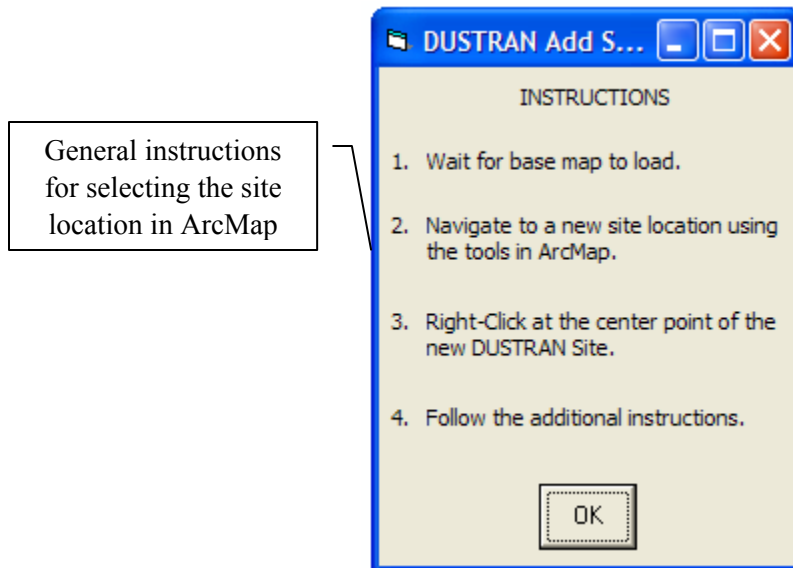 DUSTRAN Add S...
INSTRUCTIONS
General instructions
for selecting the site
location in ArcMap
1. Wait for base map to load.
2. Navigate to a new site location using
the tools in ArcMap.
3. Right-Click at the center point of the
new DUSTRAN Site.
4. Follow the additional instructions.
OK